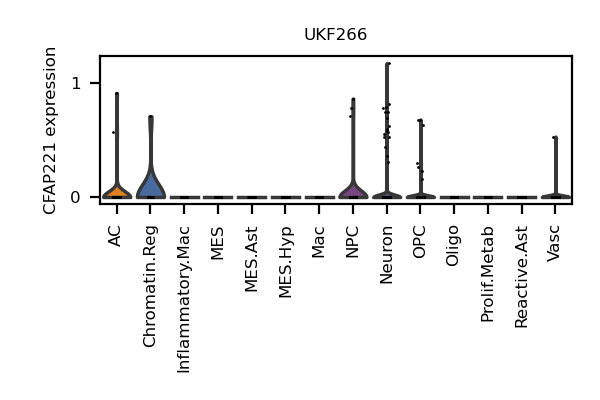 UKF266
CFAP221 expression
1
0
AC
Chromatin.Reg
Inflammatory.Mac
MES
MES.Ast
MES.Hyp
Mac
NPC
Neuron
OPC
Oligo
Prolif.Metab
Reactive.Ast
Vasc